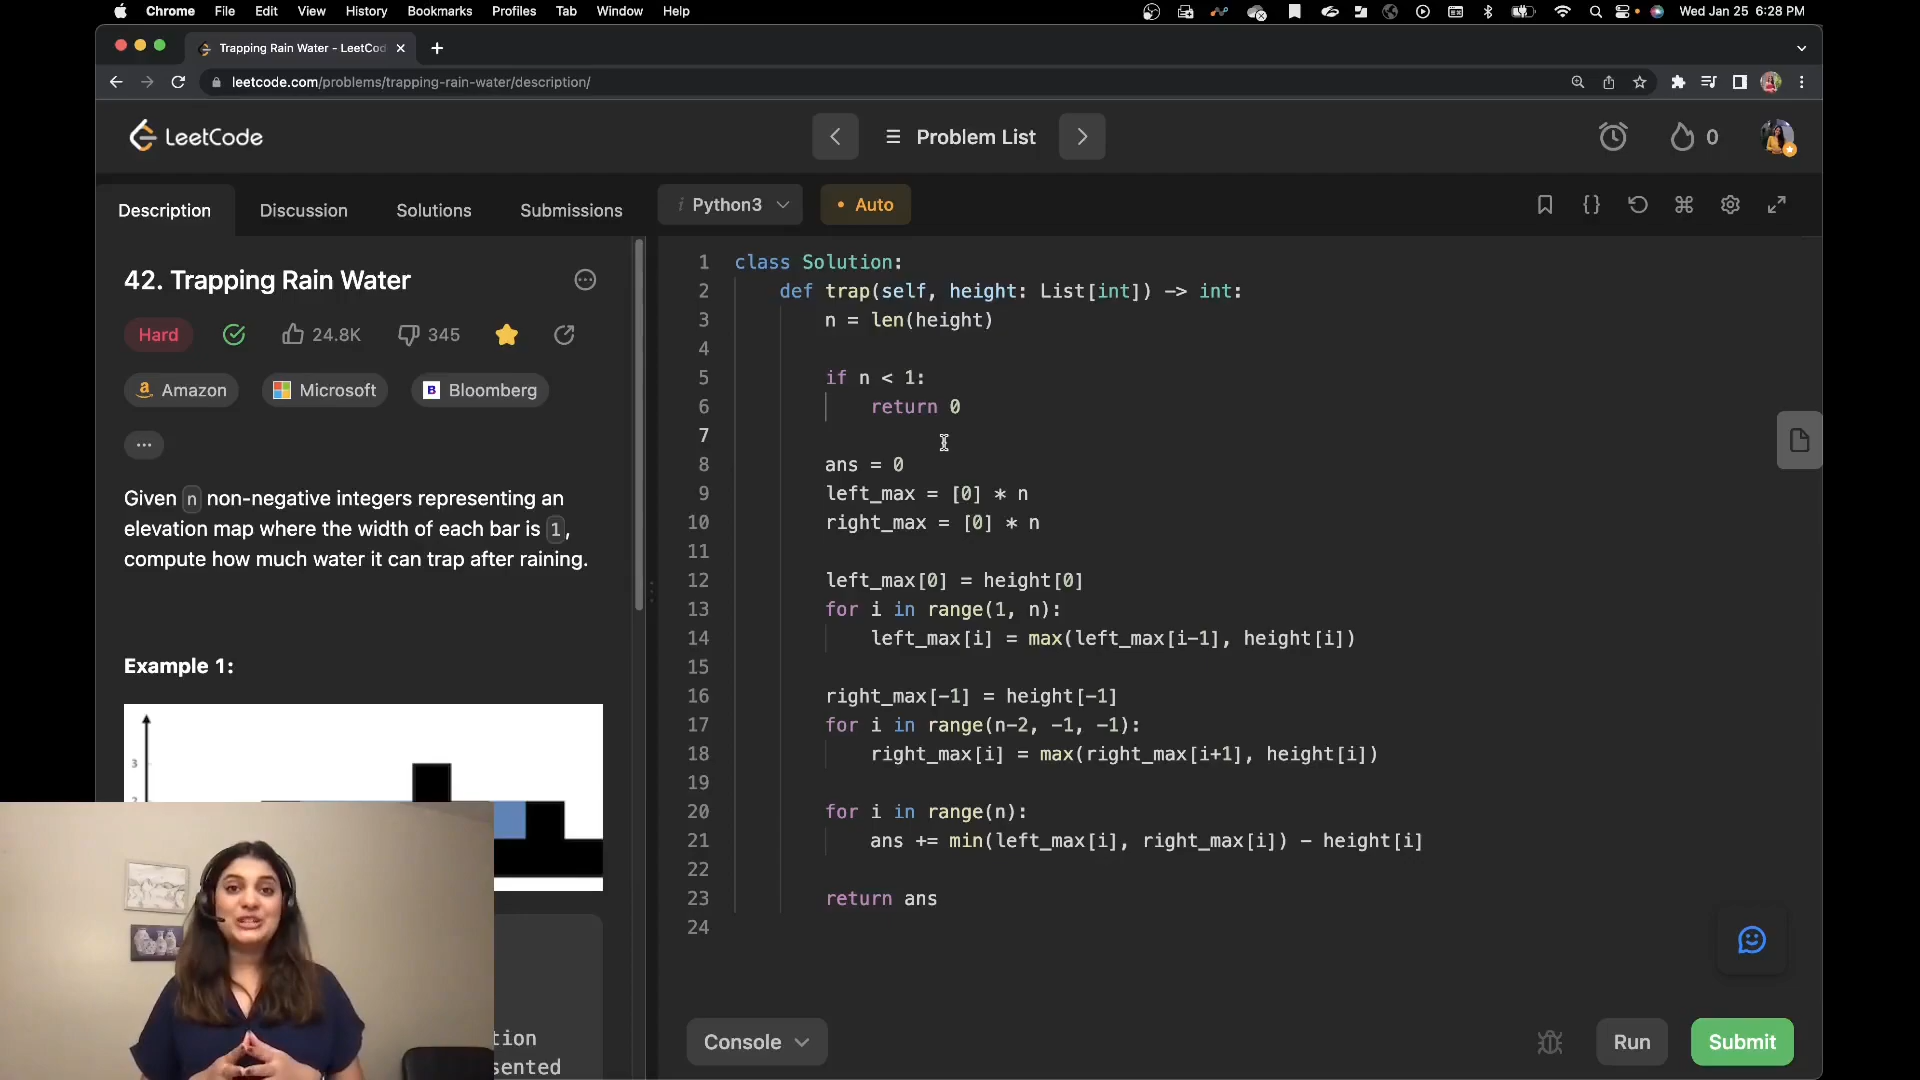 Chrome File Edit View History Bookmarks Profiles Tab Window Help Wed Jan 25 6:28 PM
Trapping Rain Water - LeetCod
leetcode.com/problems/trapping-rain-water/description/
LeetCode
Problem List
0
Description Discussion Solutions Submissions
i Python3
• Auto
42. Trapping Rain Water
Hard 24.8K 345
Amazon Microsoft B Bloomberg
...
Given n non-negative integers representing an
elevation map where the width of each bar is 1,
compute how much water it can trap after raining.
Example 1:
3
tion
sented
1 class Solution:
2 def trap(self, height: List[int]) -> int:
3 n = len(height)
4
5 if n < 1:
6 return 0
7
8 ans = 0
9 left_max = [0] * n
10 right_max = [0] * n
11
12 left_max[0] = height[0]
13 for i in range(1, n):
14 left_max[i] = max(left_max[i-1], height[i])
15
16 right_max[-1] = height[-1]
17 for i in range(n-2, -1, -1):
18 right_max[i] = max(right_max[i+1], height[i])
19
20 for i in range(n):
21 ans += min(left_max[i], right_max[i]) - height[i]
22
23 return ans
24
Console
Run
Submit